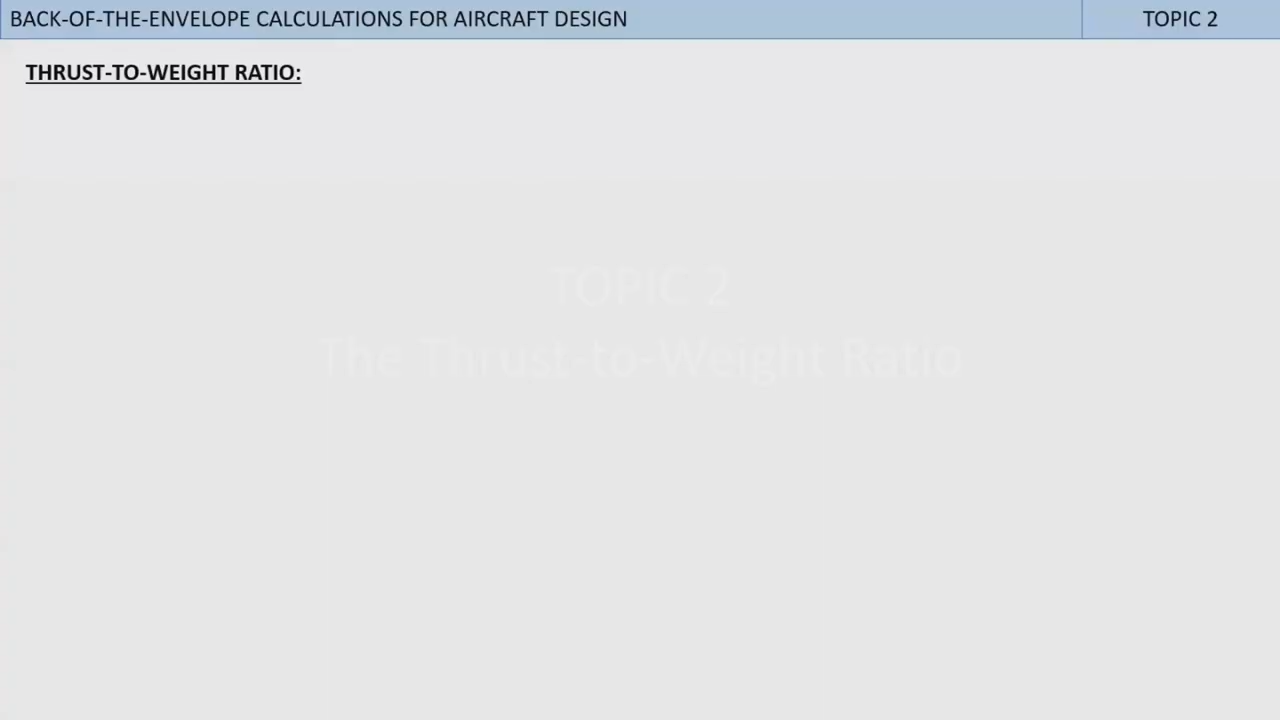 BACK-OF-THE-ENVELOPE CALCULATIONS FOR AIRCRAFT DESIGN
TOPIC 2
THRUST-TO-WEIGHT RATIO:
TOPIC 2
The Thrust-to-Weight Ratio